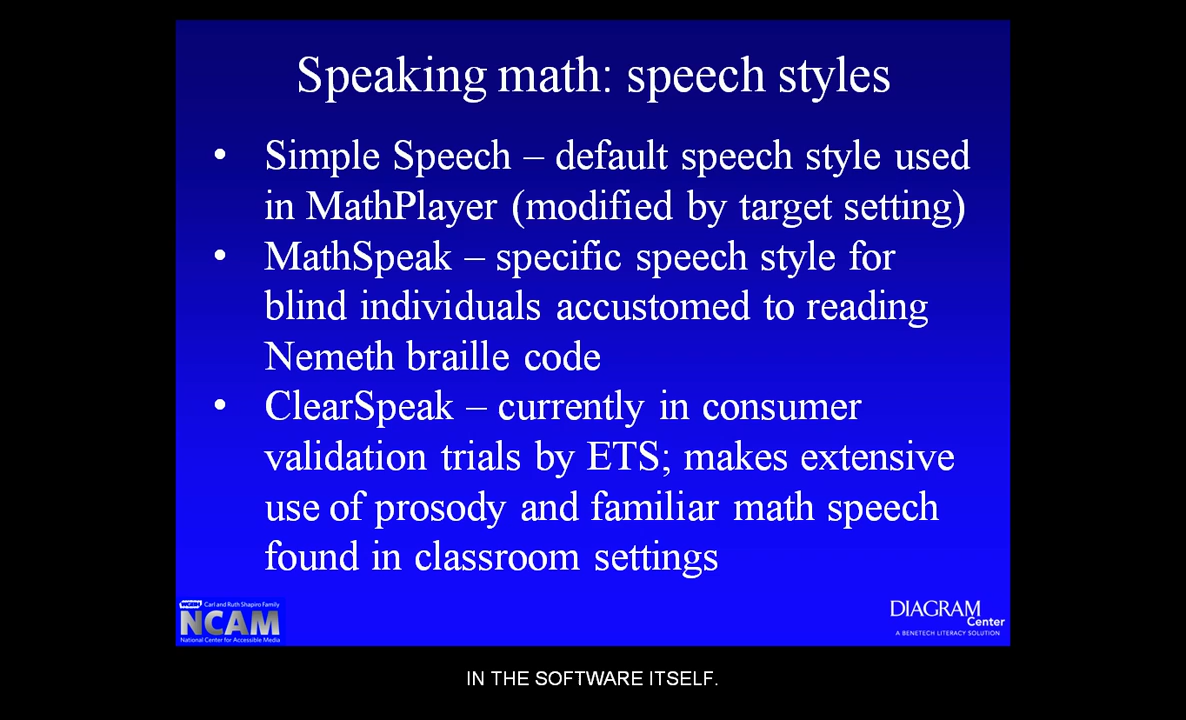 Speaking math: speech styles
• Simple Speech – default speech style used
in MathPlayer (modified by target setting)
• MathSpeak – specific speech style for
blind individuals accustomed to reading
Nemeth braille code
• ClearSpeak – currently in consumer
validation trials by ETS; makes extensive
use of prosody and familiar math speech
found in classroom settings
WGBH Carl and Ruth Shapiro Family
NCAM
National Center for Accessible Media
DIAGRAM
Center
A BENETECH LITERACY SOLUTION
IN THE SOFTWARE ITSELF.